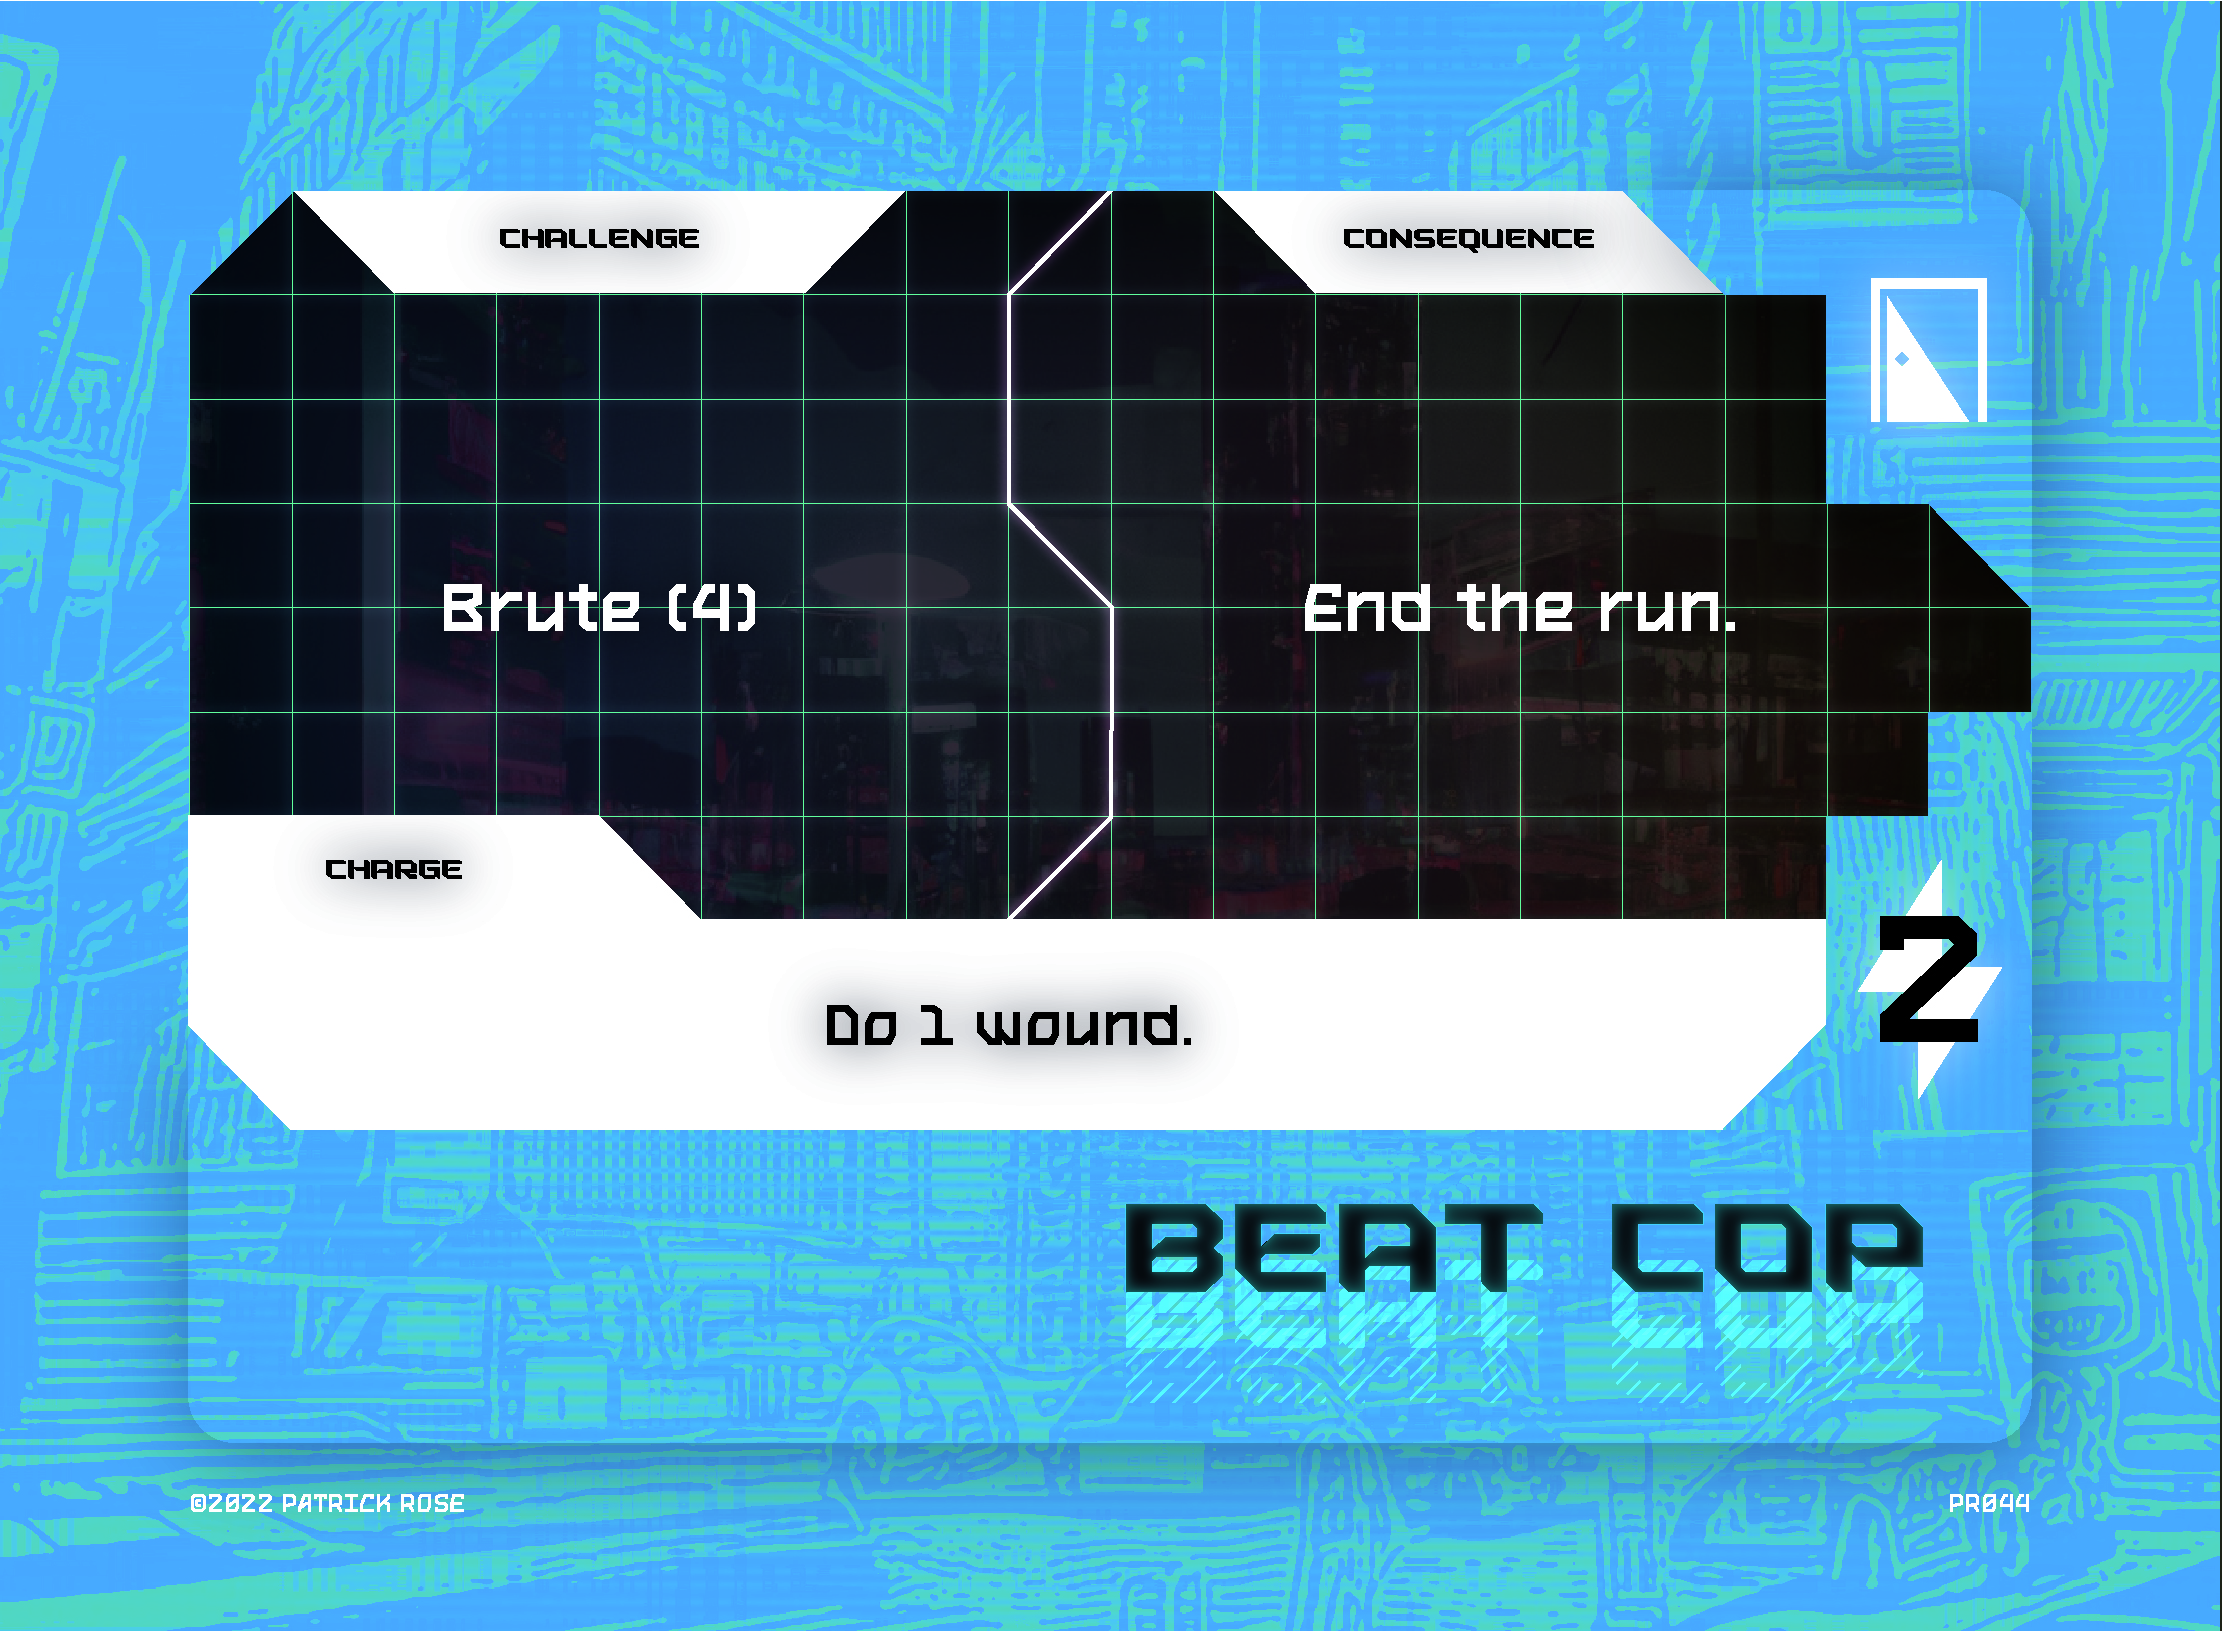 CHALLENGE
CONSEQUENCE
Brute (4)
End the run.
CHARGE
Do 1 wound.
2
BEAT COP
©2022 PATRICK ROSE
PR044